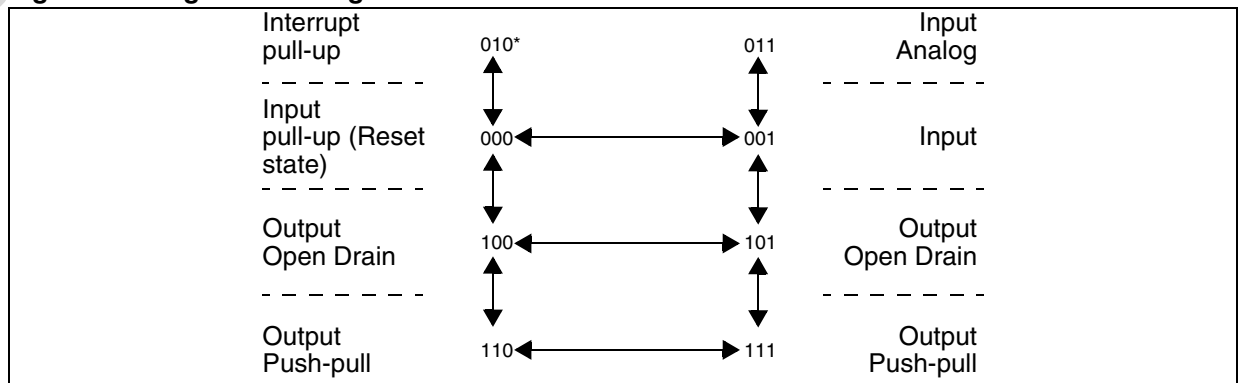 Interrupt
pull-up
010*
011
Input
Analog
Input
pull-up (Reset
state)
000
001
Input
Output
Open Drain
100
101
Output
Open Drain
Output
Push-pull
110
111
Output
Push-pull